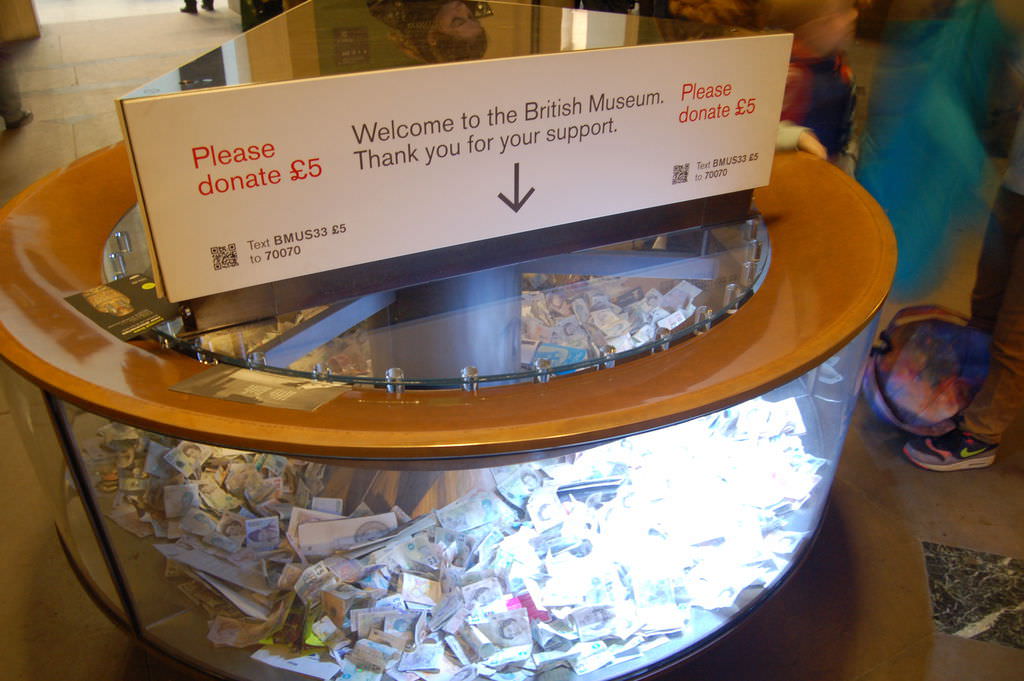 Please
donate £5
Welcome to the British Museum.
Thank you for your support.
Please
donate £5
Text BMUS33 £5
to 70070
Text BMUS33 £5
to 70070